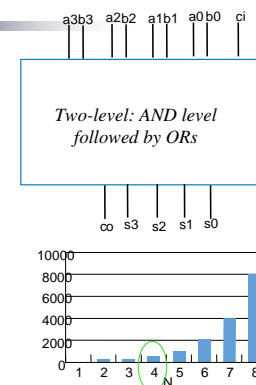 a3b3 a2b2 a1b1 a0b0 ci
Two-level: AND level
followed by ORs
co s3 s2 s1 s0
10000
8000
6000
4000
2000
0
1 2 3 4 5 6 7 8
N